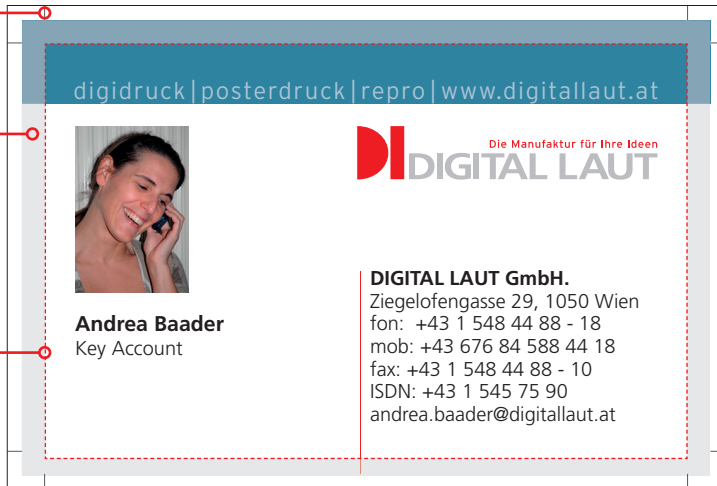 digidruck|posterdruck|repro|www.digitallaut.at
Die Manufaktur für Ihre Ideen
DIGITAL LAUT
Andrea Baader
Key Account
DIGITAL LAUT GmbH.
Ziegelofengasse 29, 1050 Wien
fon: +43 1 548 44 88 - 18
mob: +43 676 84 588 44 18
fax: +43 1 548 44 88 - 10
ISDN: +43 1 545 75 90
andrea.baader@digitallaut.at